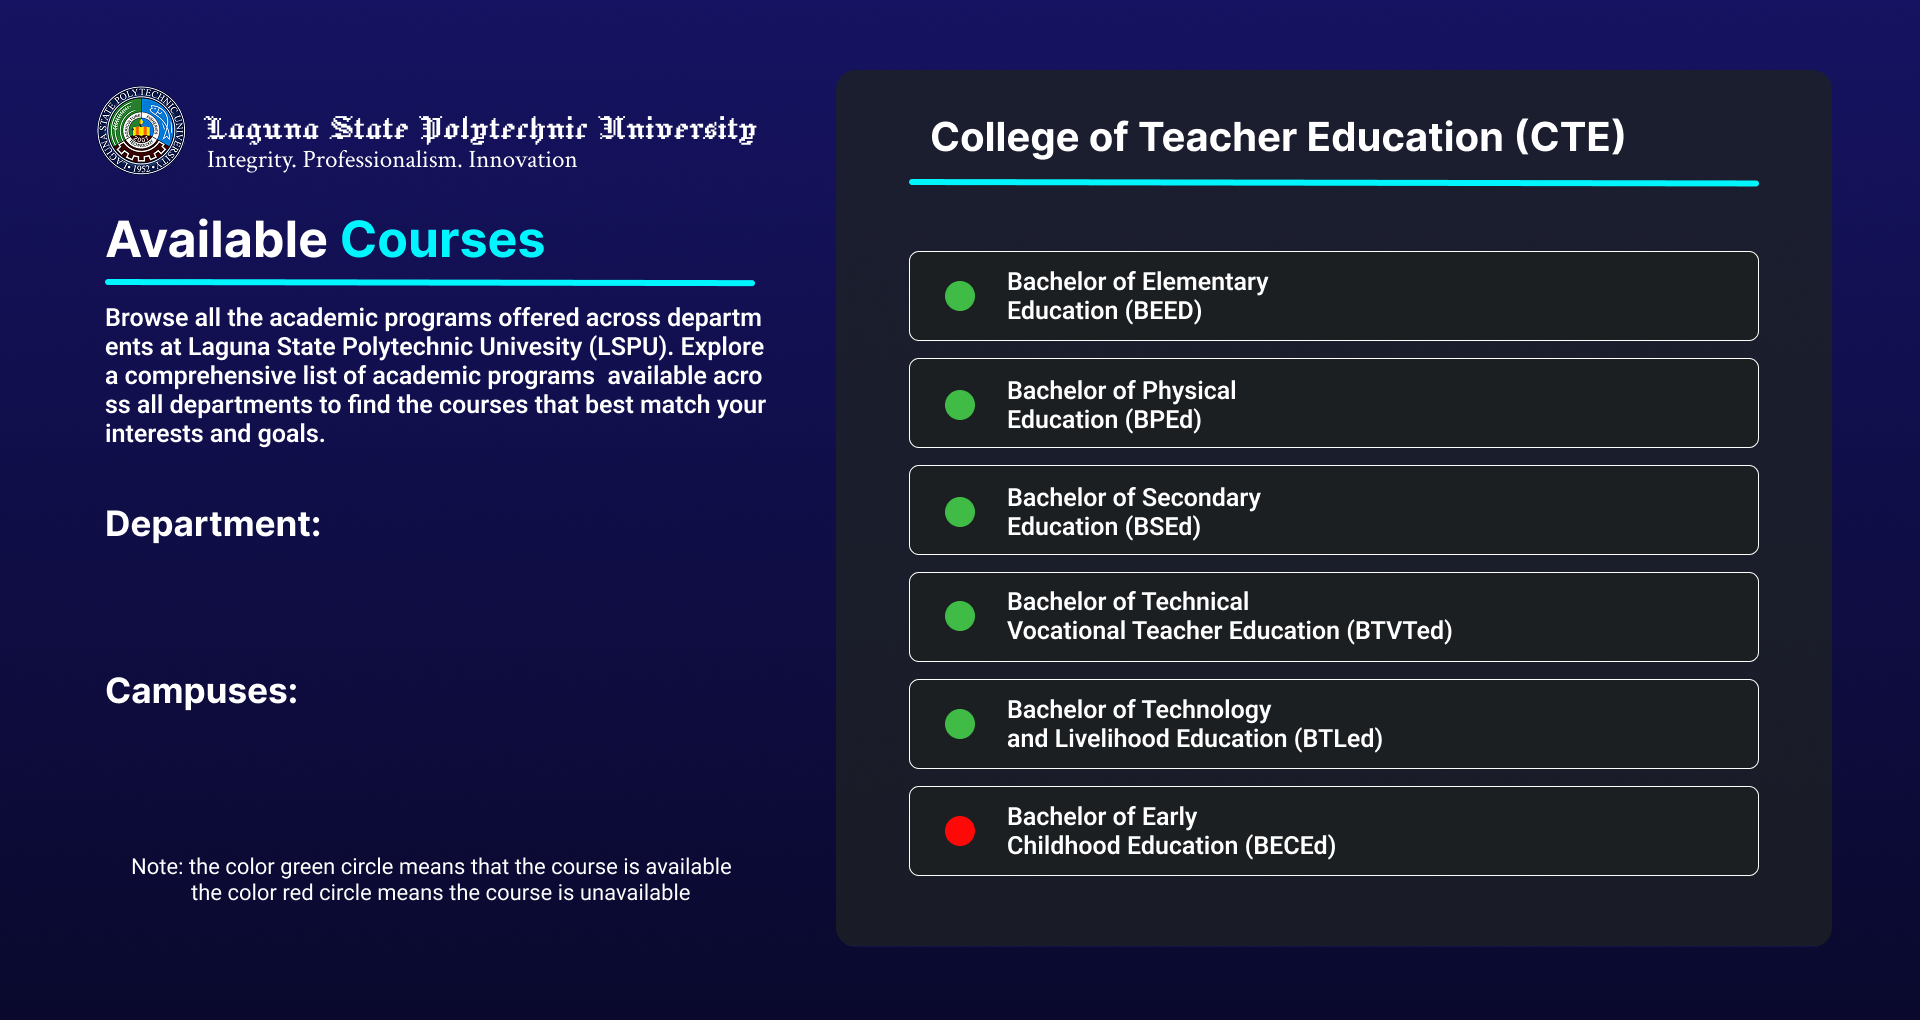 LAGUNA STATE POLYTECHNIC UNIVERSITY
• 1952 •
Laguna State Polytechnic University
Integrity. Professionalism. Innovation
Available Courses
Browse all the academic programs offered across departm
ents at Laguna State Polytechnic Univesity (LSPU). Explore
a comprehensive list of academic programs  available acro
ss all departments to find the courses that best match your
interests and goals.
Department:
Campuses:
Note: the color green circle means that the course is available
the color red circle means the course is unavailable
College of Teacher Education (CTE)
Bachelor of Elementary
Education (BEED)
Bachelor of Physical
Education (BPEd)
Bachelor of Secondary
Education (BSEd)
Bachelor of Technical
Vocational Teacher Education (BTVTed)
Bachelor of Technology
and Livelihood Education (BTLed)
Bachelor of Early
Childhood Education (BECEd)